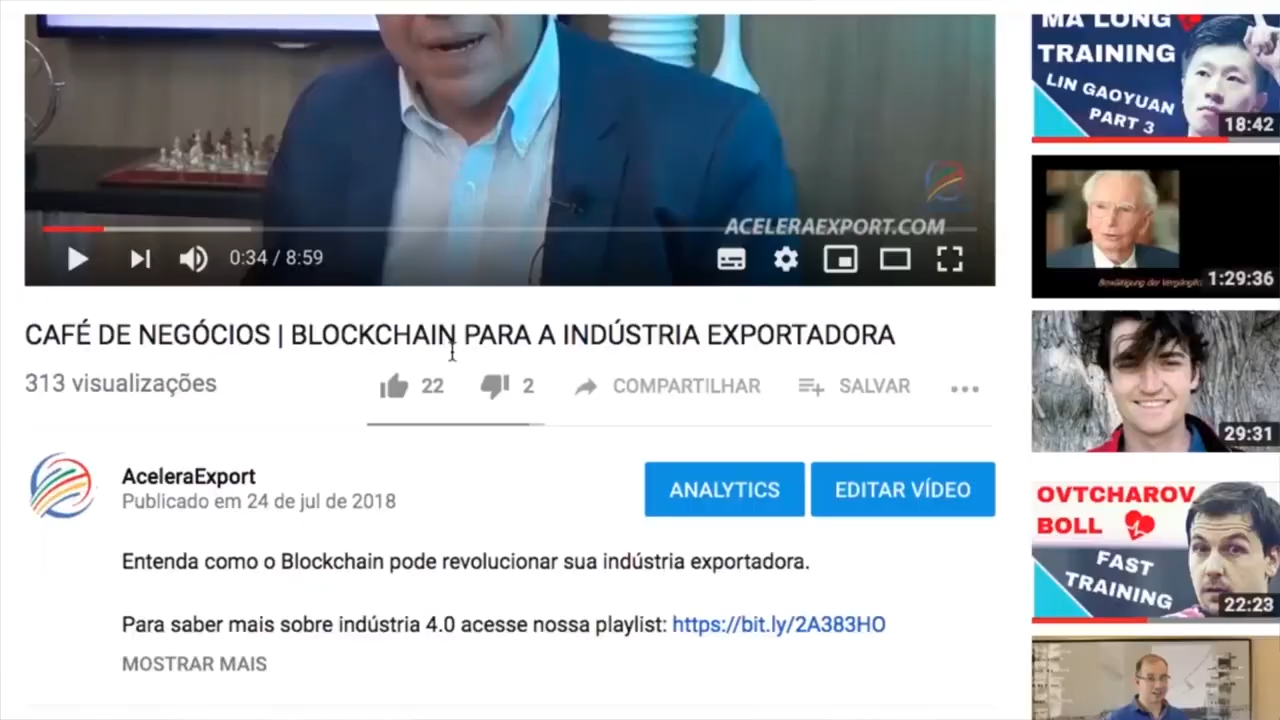 ACELERAEXPORT.COM
0:34 / 8:59
CAFÉ DE NEGÓCIOS | BLOCKCHAIN PARA A INDÚSTRIA EXPORTADORA
313 visualizações
22
2
COMPARTILHAR
SALVAR
AceleraExport
Publicado em 24 de jul de 2018
ANALYTICS
EDITAR VÍDEO
Entenda como o Blockchain pode revolucionar sua indústria exportadora.
Para saber mais sobre indústria 4.0 acesse nossa playlist: https://bit.ly/2A383HO
MOSTRAR MAIS
MA LONG
TRAINING
LIN GAOYUAN
PART 3
18:42
1:29:36
29:31
OVTCHAROV
BOLL
FAST
TRAINING
22:23